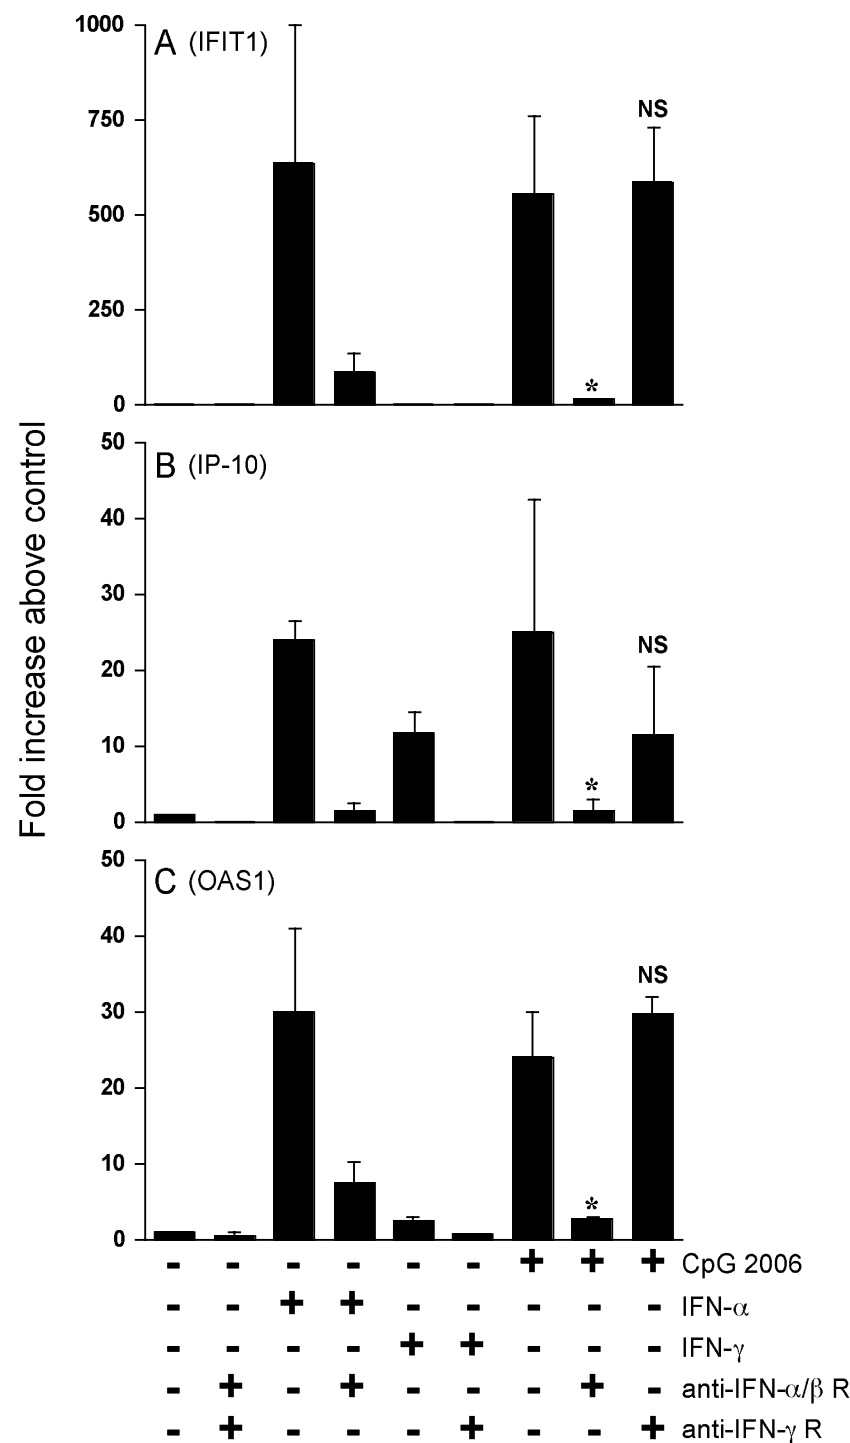 Fold increase above control
A (IFIT1)
1000
750
500
250
0
NS
*
B (IP-10)
50
40
30
20
10
0
NS
*
C (OAS1)
50
40
30
20
10
0
NS
*
- - - - - - + + + CpG 2006
- - + + - - - - - IFN-α
- - - - + + - - - IFN-γ
- + - + - - - + - anti-IFN-α/β R
- + - - - + - - + anti-IFN-γ R